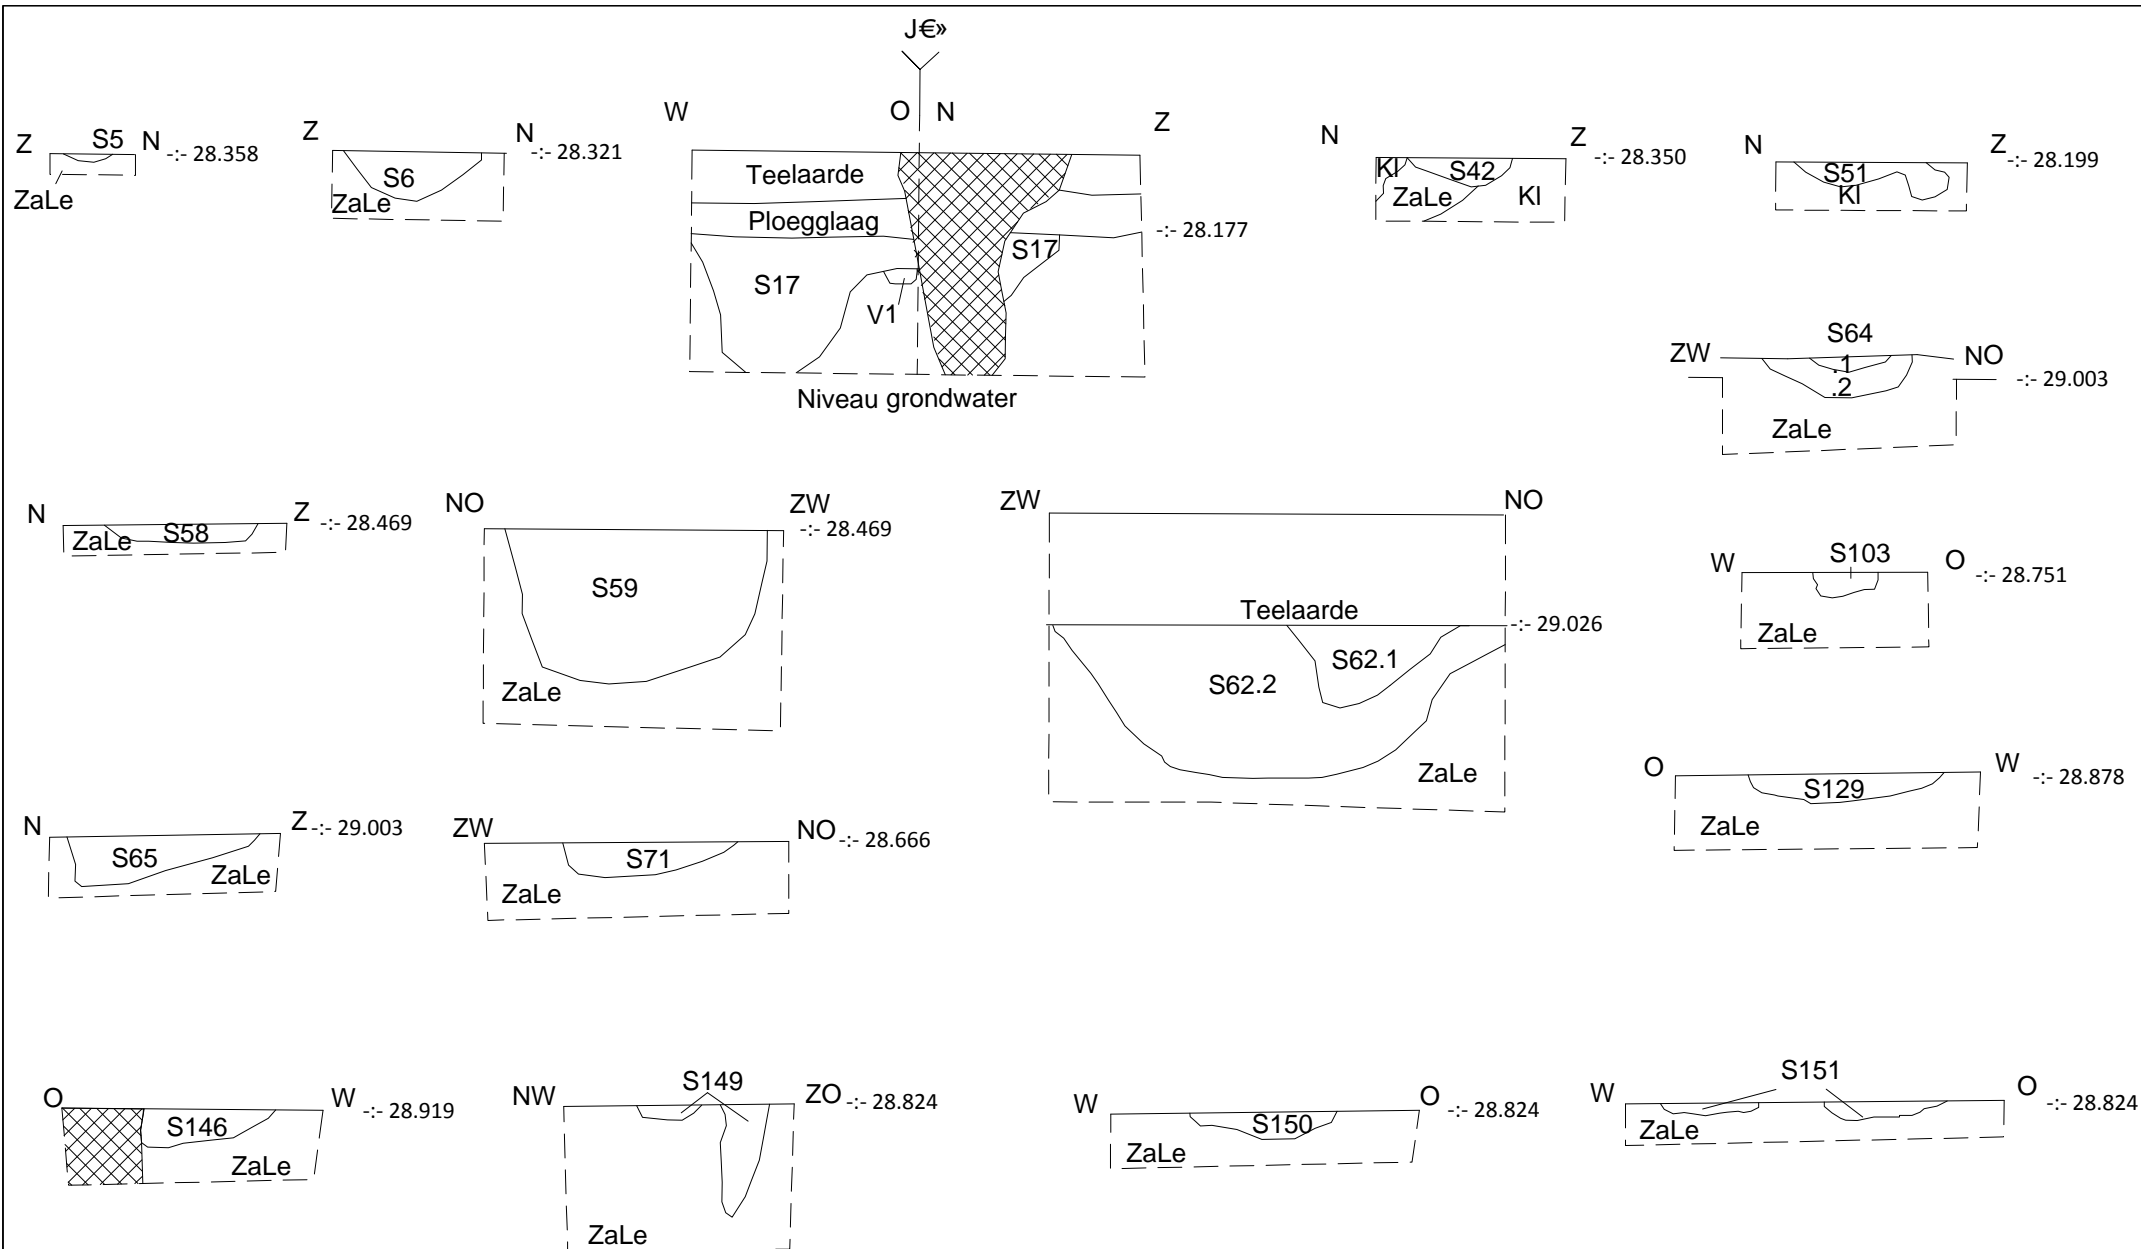 J€»
W O N Z
Z S5 N -:- 28.358
ZaLe
Z N -:- 28.321
S6
ZaLe
Teelaarde
Ploegglaag
-:- 28.177
S17 S17
V1
Niveau grondwater
N Z -:- 28.350
Kl S42
ZaLe Kl
N Z -:- 28.199
S51
Kl
S64
ZW NO
.1
.2
-:- 29.003
ZaLe
N Z -:- 28.469
ZaLe S58
NO ZW
-:- 28.469
S59
ZaLe
ZW NO
Teelaarde
-:- 29.026
S62.1
S62.2
ZaLe
W S103 O
-:- 28.751
ZaLe
O W -:- 28.878
S129
ZaLe
N Z -:- 29.003
S65
ZaLe
ZW NO -:- 28.666
S71
ZaLe
O W -:- 28.919
S146
ZaLe
NW S149 ZO -:- 28.824
ZaLe
W O -:- 28.824
S150
ZaLe
S151
W O -:- 28.824
ZaLe